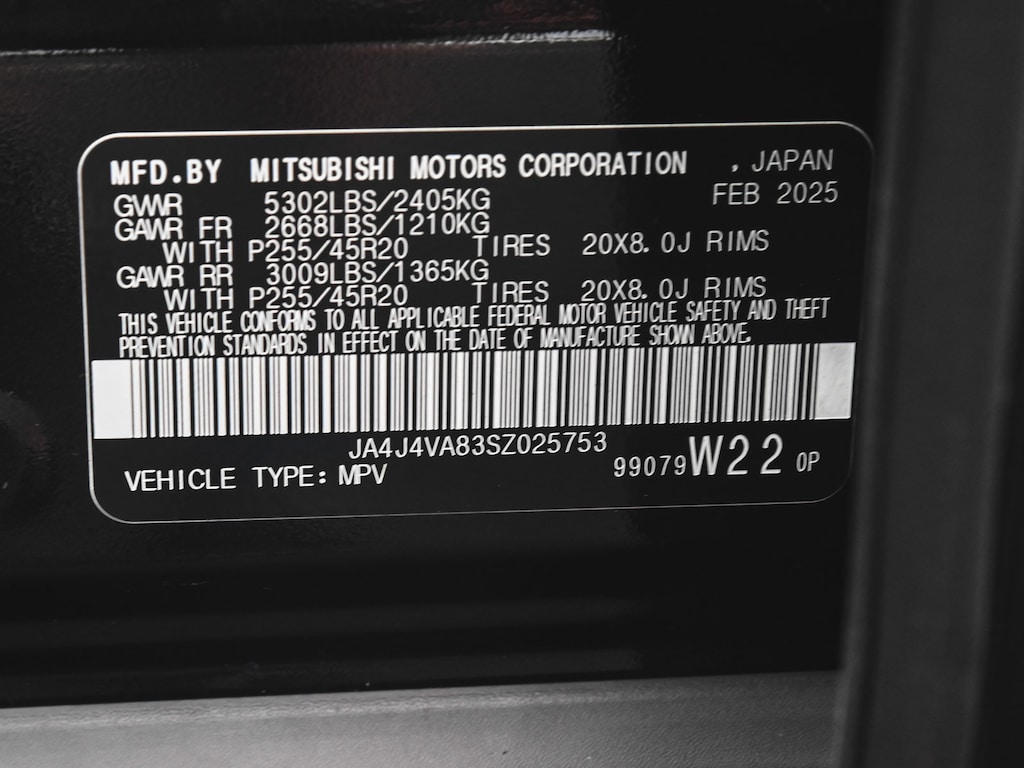 MFD.BY MITSUBISHI MOTORS CORPORATION , JAPAN
FEB 2025
GVWR 5302LBS/2405KG
GAWR FR 2668LBS/1210KG
WITH P255/45R20 TIRES 20X8.0J RIMS
GAWR RR 3009LBS/1365KG
WITH P255/45R20 TIRES 20X8.0J RIMS
THIS VEHICLE CONFORMS TO ALL APPLICABLE FEDERAL MOTOR VEHICLE SAFETY AND THEFT
PREVENTION STANDARDS IN EFFECT ON THE DATE OF MANUFACTURE SHOWN ABOVE.
JA4J4VA83SZ025753
VEHICLE TYPE: MPV 99079 W22 0P